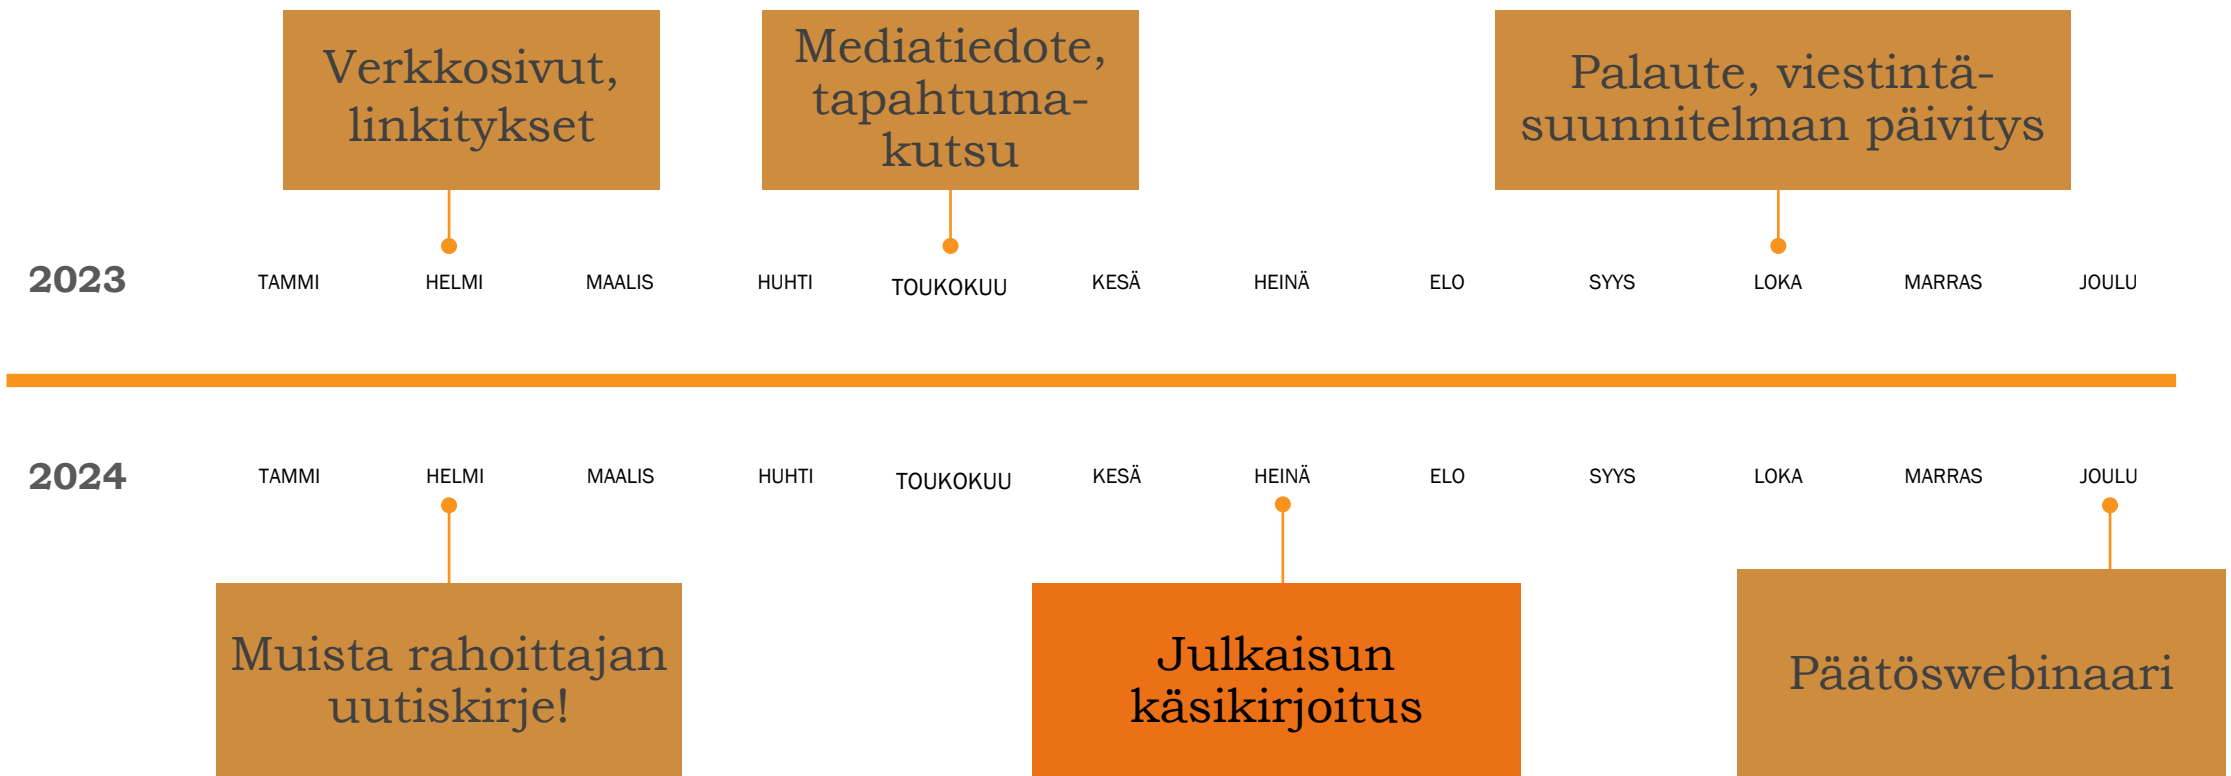 Verkkosivut,
linkitykset
Mediatiedote,
tapahtuma-
kutsu
Palaute, viestintä-
suunnitelman päivitys
2023 TAMMI HELMI MAALIS HUHTI TOUKOKUU KESÄ HEINÄ ELO SYYS LOKA MARRAS JOULU
2024 TAMMI HELMI MAALIS HUHTI TOUKOKUU KESÄ HEINÄ ELO SYYS LOKA MARRAS JOULU
Muista rahoittajan
uutiskirje!
Julkaisun
käsikirjoitus
Päätöswebinaari